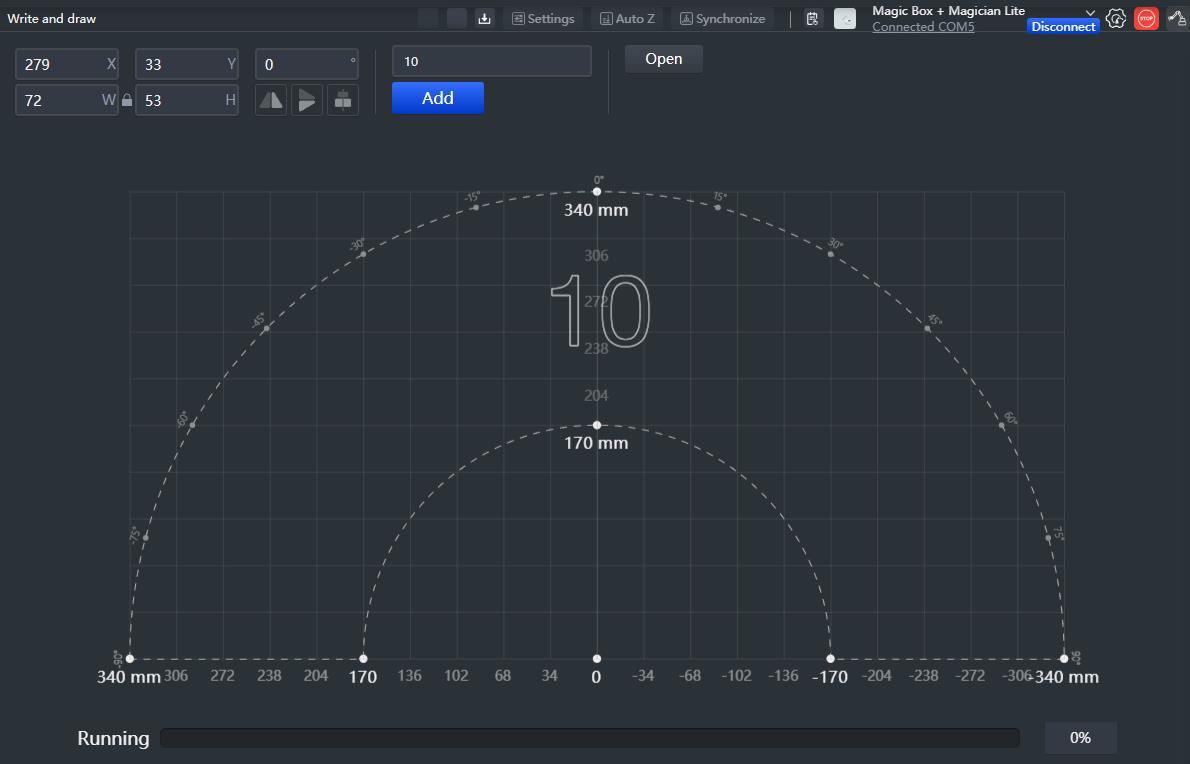 Write and draw
Settings
Auto Z
Synchronize
Magic Box + Magician Lite
Connected COM5
Disconnect
STOP
279 X
33 Y
0 °
10
Open
72 W
53 H
Add
0°
-15°
15°
340 mm
-30°
30°
306
10
272
-45°
45°
238
204
-60°
60°
170 mm
-75°
75°
-90°
90°
340 mm 306 272 238 204 170 136 102 68 34 0 -34 -68 -102 -136 -170 -204 -238 -272 -306 -340 mm
Running
0%